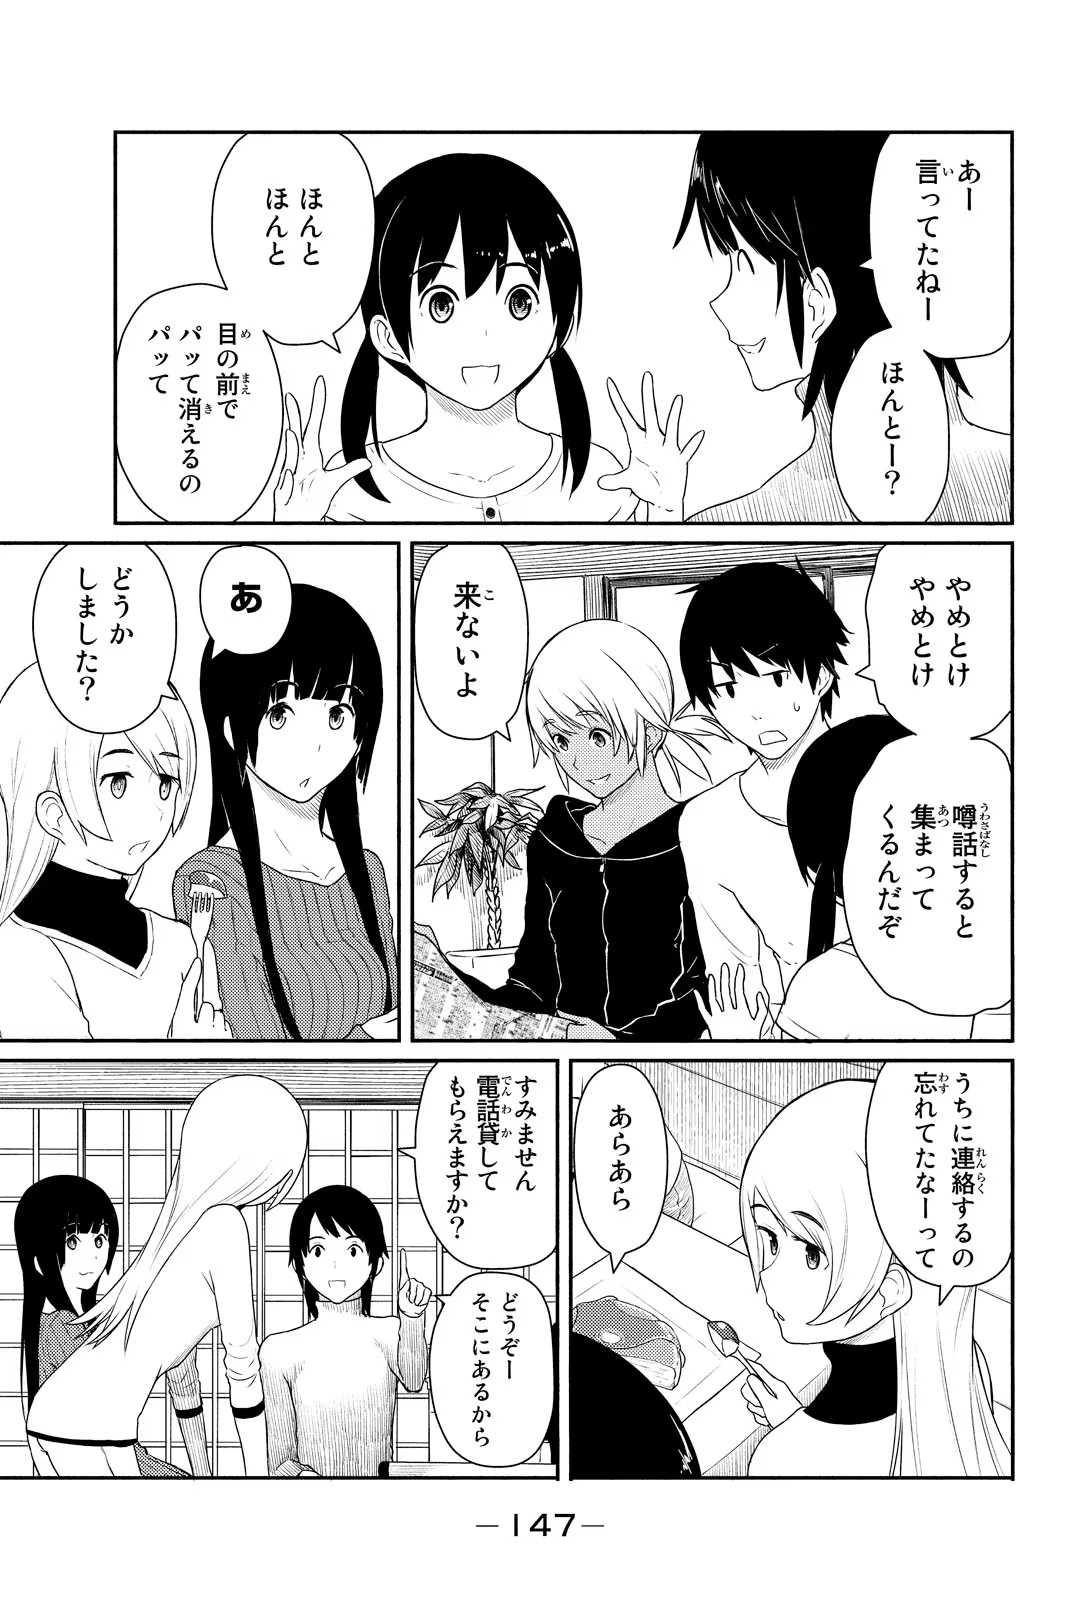 あー
言ってたねー
ほんとー?
ほんと
ほんと
目の前で
パッて消えるの
パッて
やめとけ
やめとけ
噂話すると
集まって
くるんだぞ
来ないよ
あ
どうか
しました?
うちに連絡するの
忘れてたなーって
あらあら
すみません
電話貸して
もらえますか?
どうぞー
そこにあるから
—147—